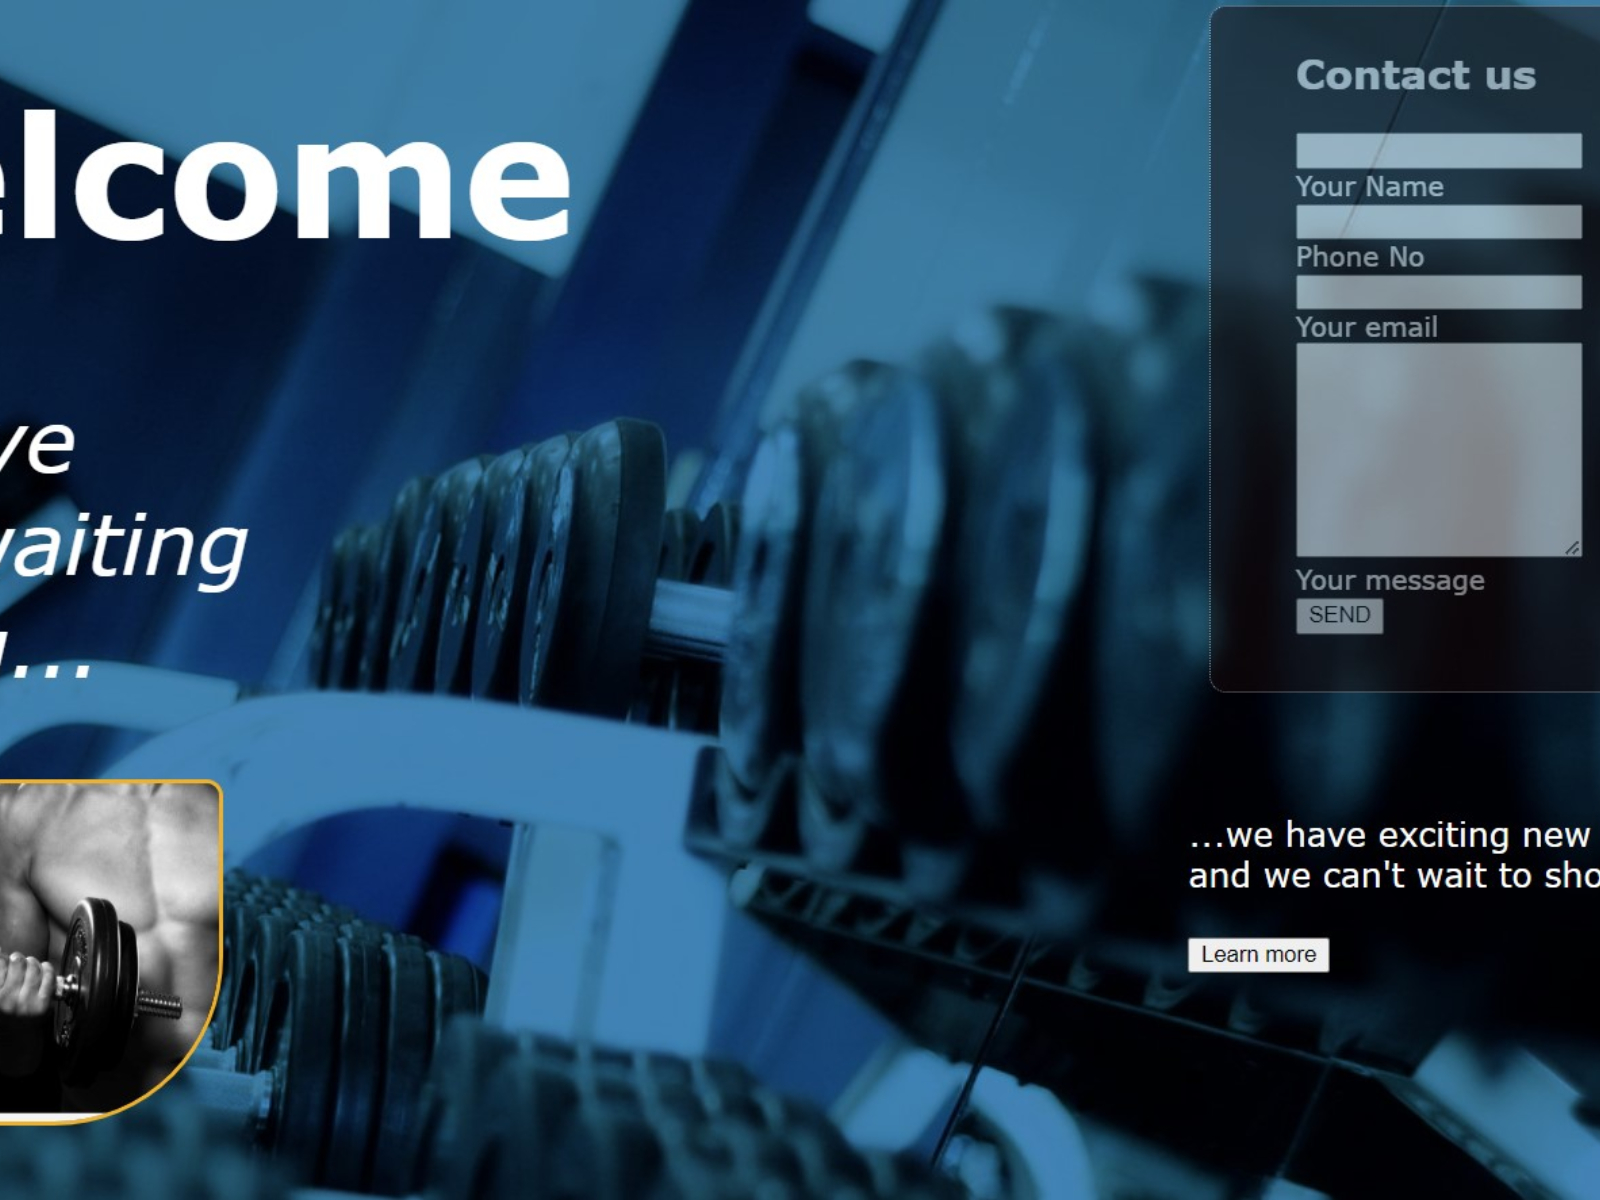 elcome
ve
vaiting
...
Contact us
Your Name
Phone No
Your email
Your message
SEND
...we have exciting new
and we can't wait to sho
Learn more